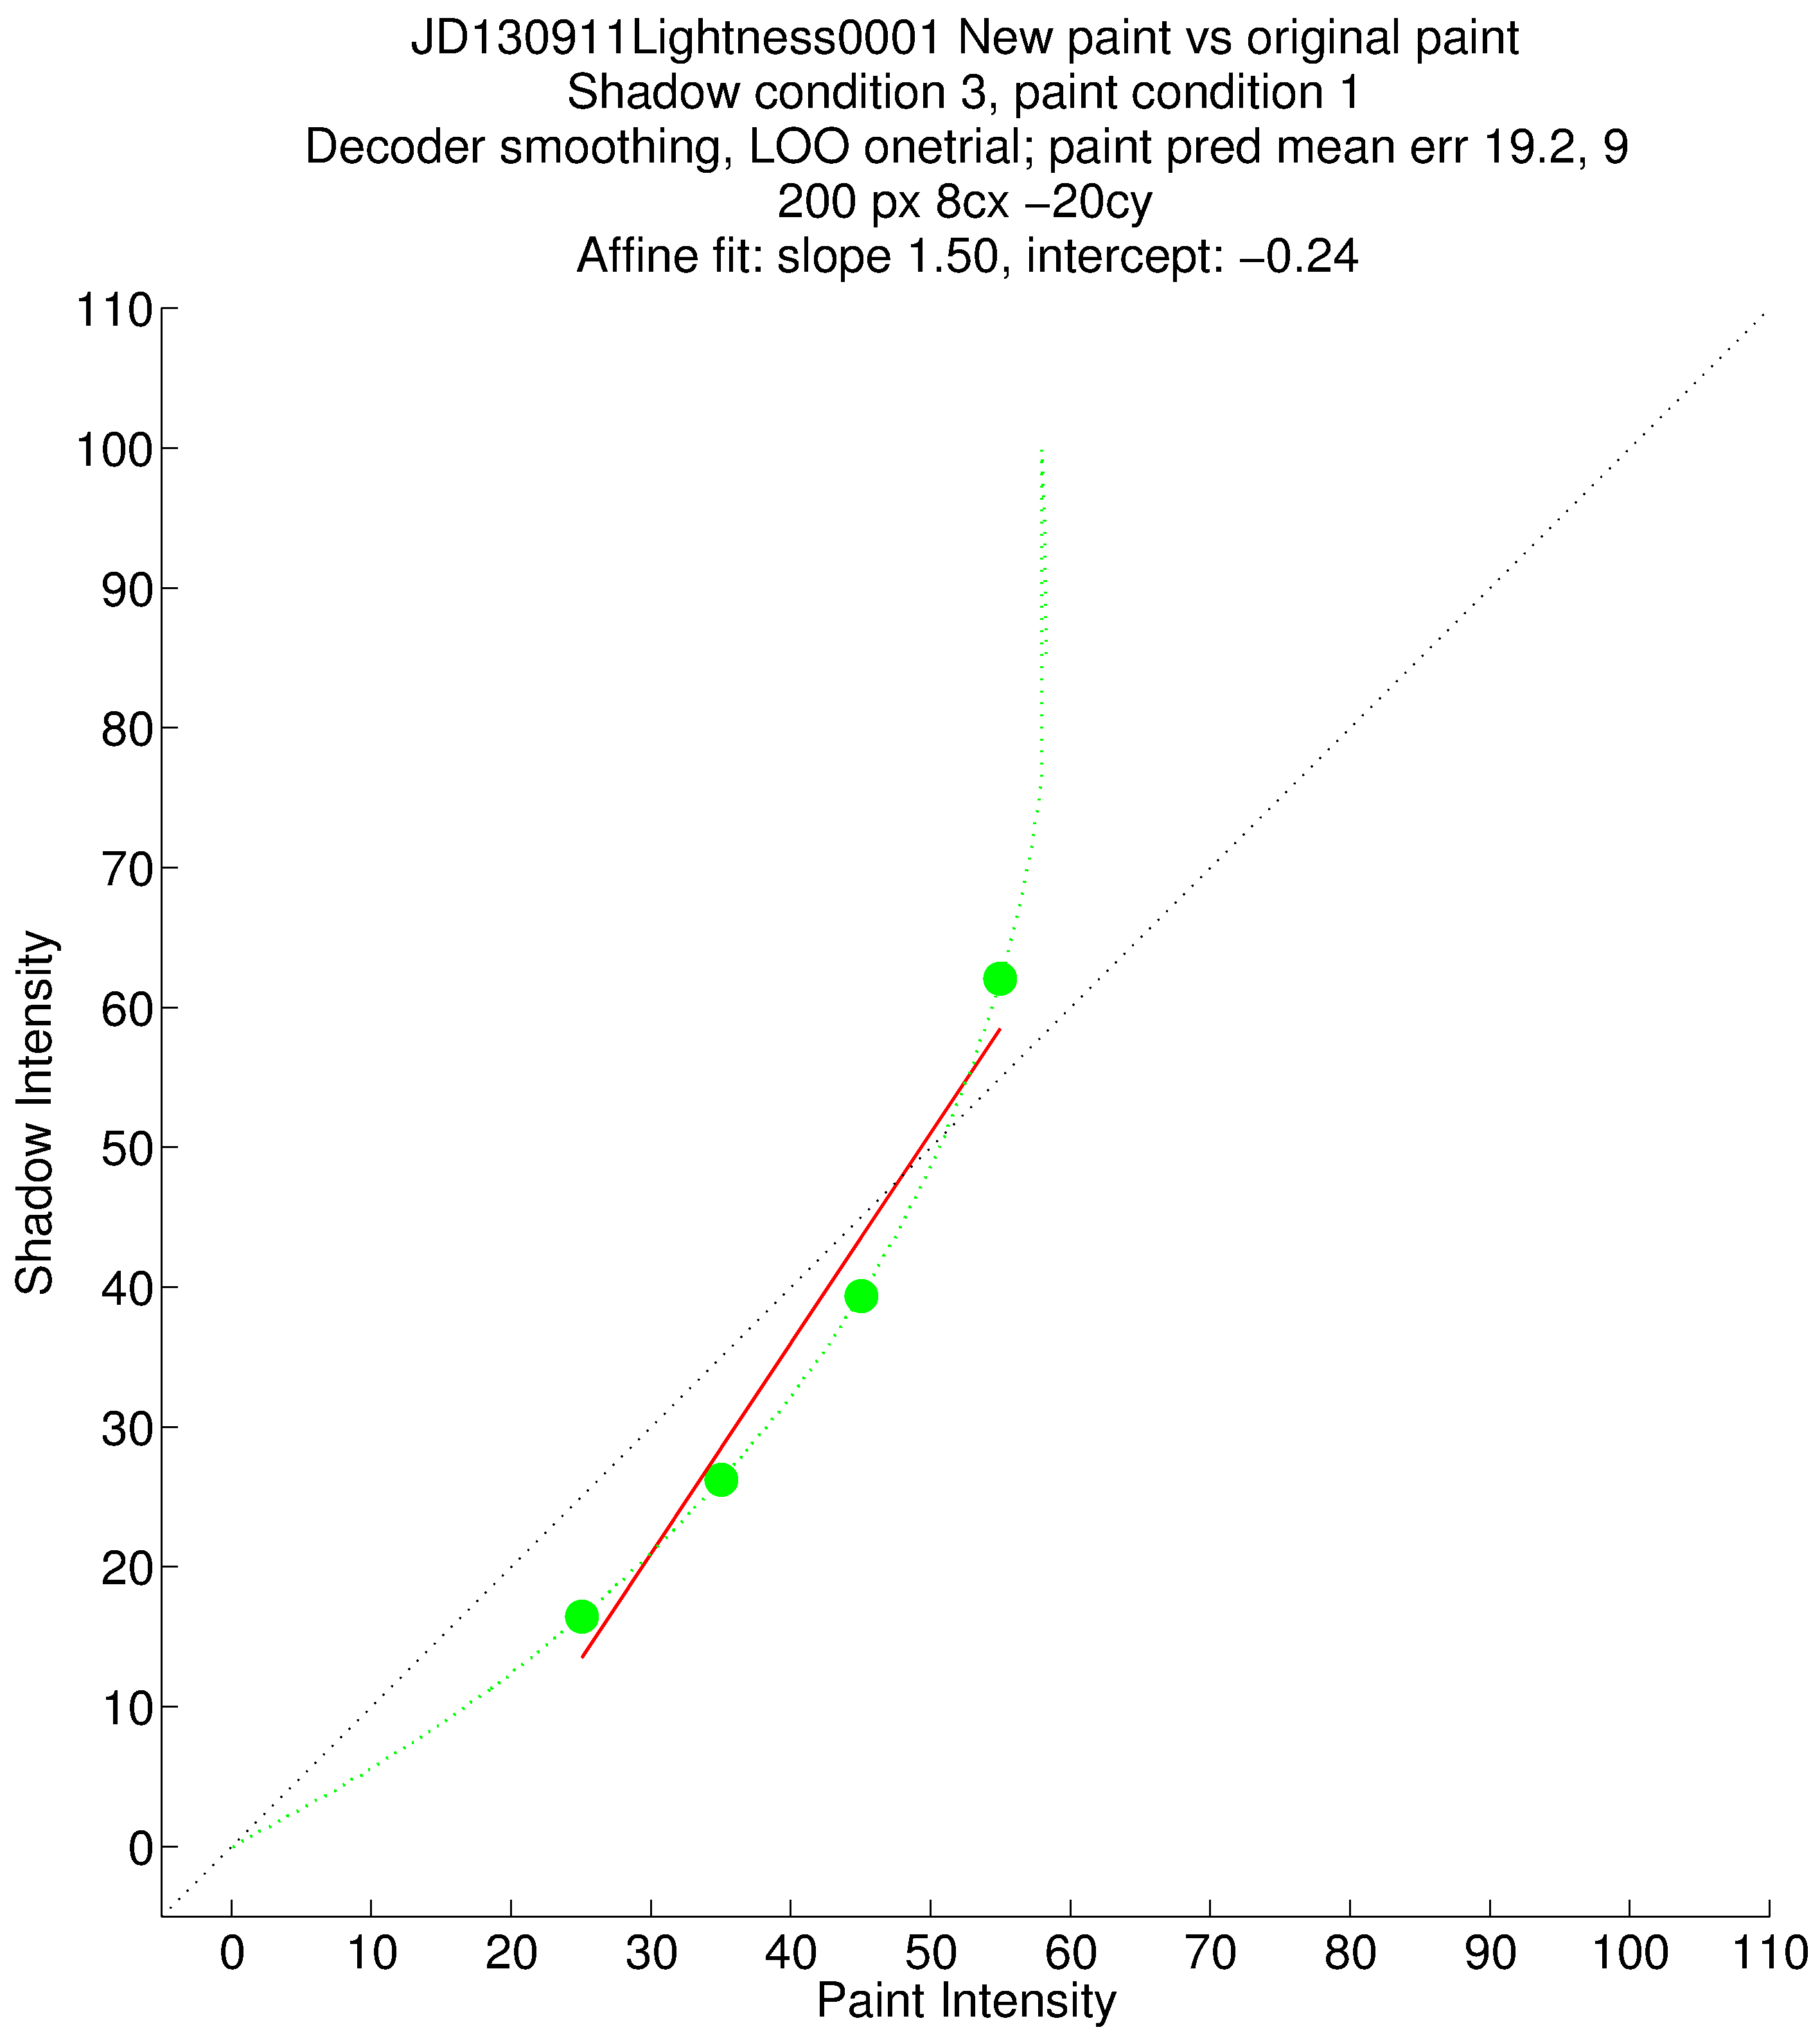 JD130911Lightness0001 New paint vs original paint
Shadow condition 3, paint condition 1
Decoder smoothing, LOO onetrial; paint pred mean err 19.2, 9
200 px 8cx −20cy
Affine fit: slope 1.50, intercept: −0.24
110
100
90
80
70
60
50
40
30
20
10
0
Shadow Intensity
0 10 20 30 40 50 60 70 80 90 100 110
Paint Intensity